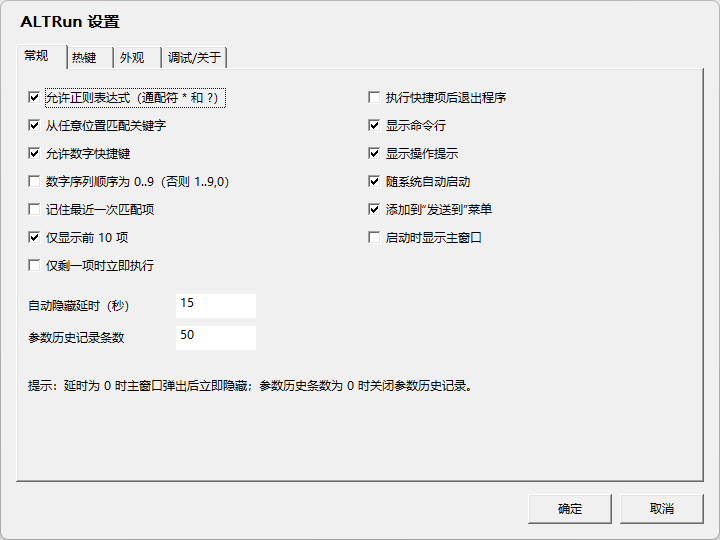 ALTRun 设置
常规 热键 外观 调试/关于
允许正则表达式（通配符 * 和 ?） 执行快捷项后退出程序
从任意位置匹配关键字 显示命令行
允许数字快捷键 显示操作提示
数字序列顺序为 0..9（否则 1..9,0） 随系统自动启动
记住最近一次匹配项 添加到“发送到”菜单
仅显示前 10 项 启动时显示主窗口
仅剩一项时立即执行
自动隐藏延时（秒） 15
参数历史记录条数 50
提示：延时为 0 时主窗口弹出后立即隐藏；参数历史条数为 0 时关闭参数历史记录。
确定 取消